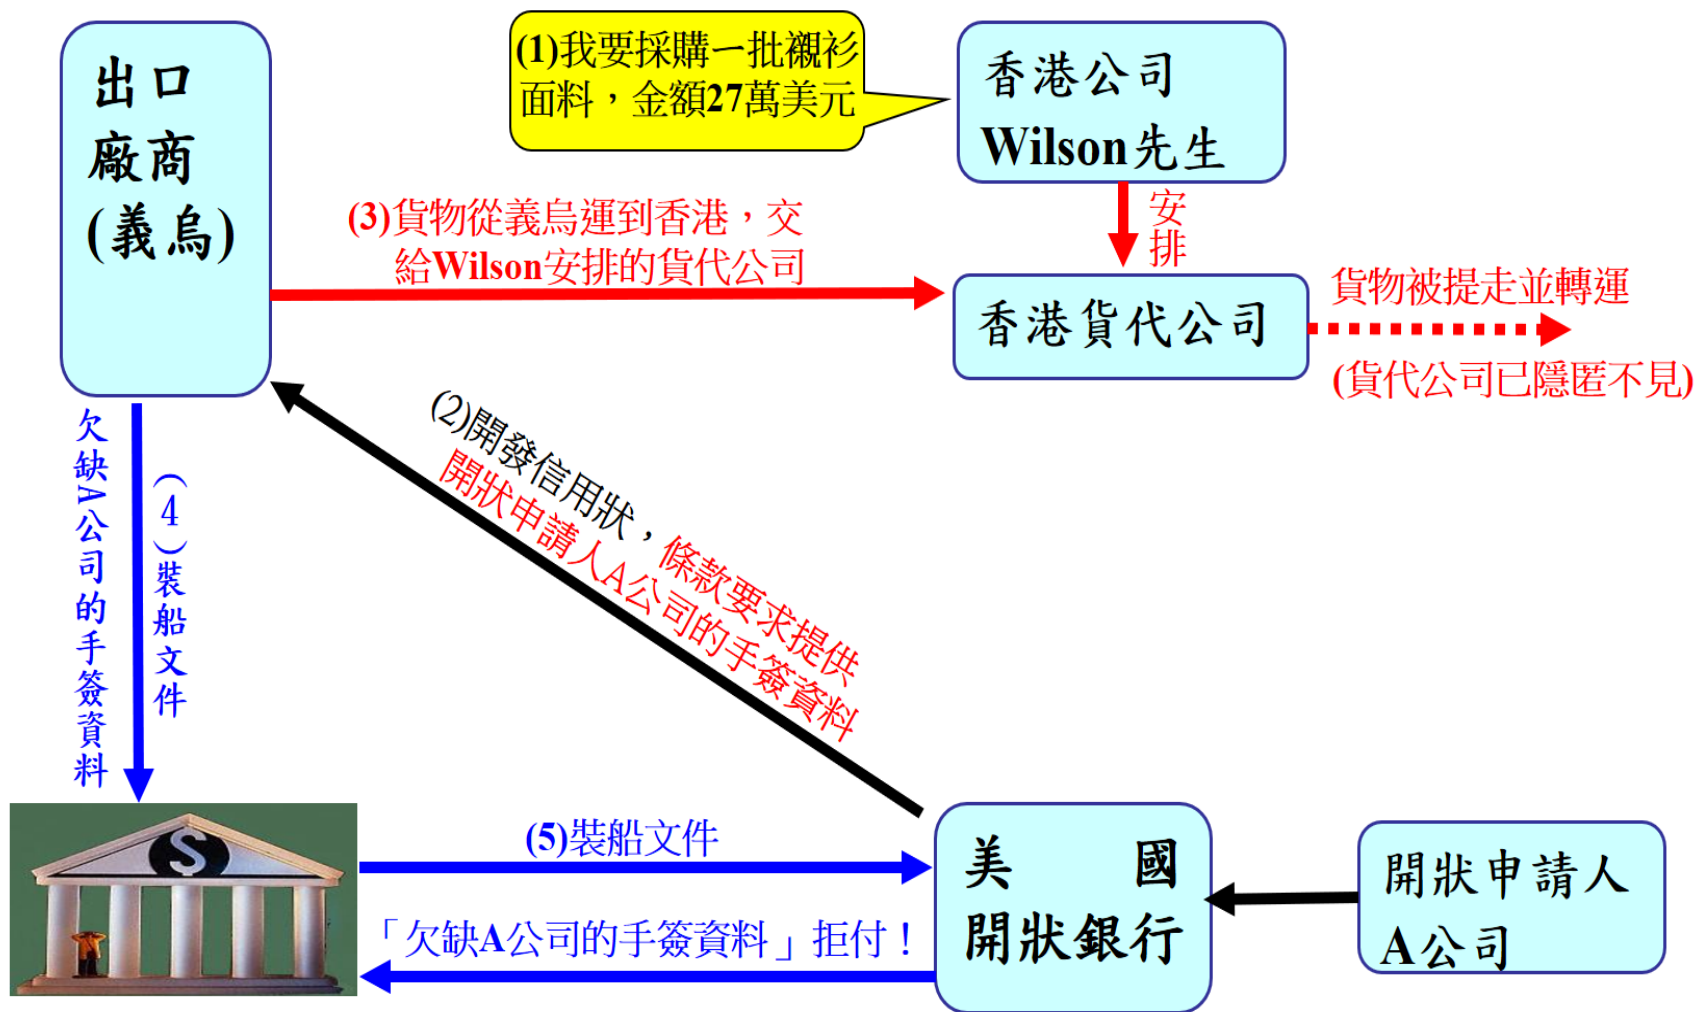 出口
廠商
(義烏)
(1)我要採購一批襯衫
面料，金額27萬美元
香港公司
Wilson先生
安排
(3)貨物從義烏運到香港，交
給Wilson安排的貨代公司
香港貨代公司
貨物被提走並轉運
(貨代公司已隱匿不見)
(2)開發信用狀，條款要求提供
開狀申請人A公司的手簽資料
欠缺A公司的手簽資料
(4)裝船文件
$
(5)裝船文件
「欠缺A公司的手簽資料」拒付！
美國
開狀銀行
開狀申請人
A公司